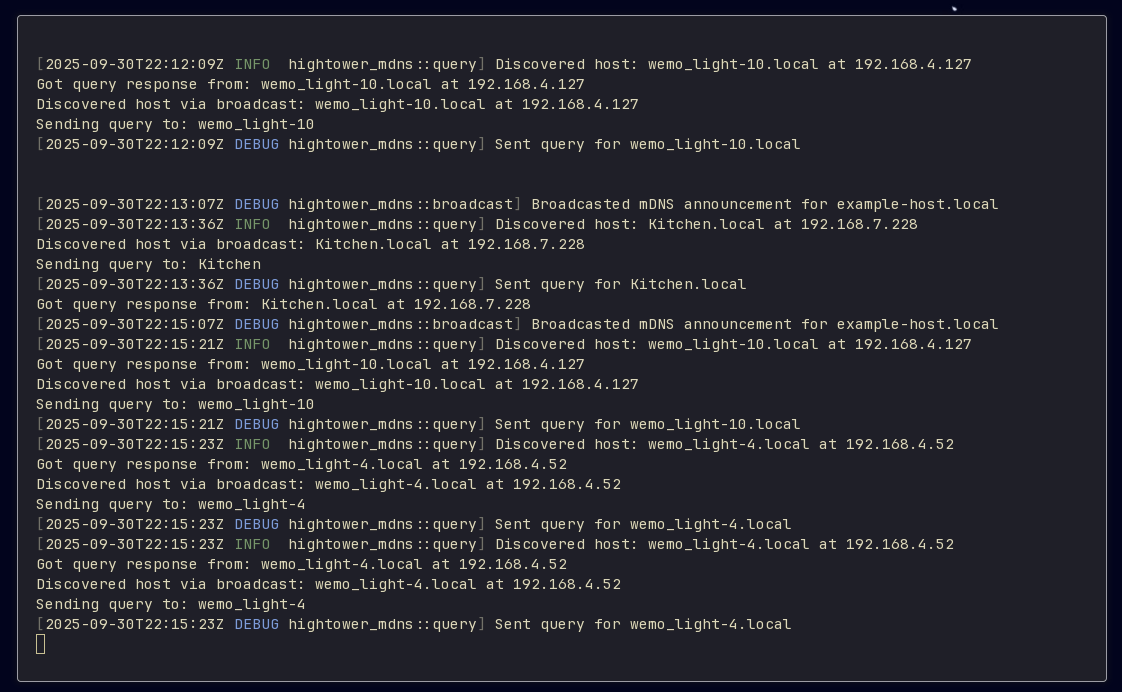 [2025-09-30T22:12:09Z INFO  hightower_mdns::query] Discovered host: wemo_light-10.local at 192.168.4.127
Got query response from: wemo_light-10.local at 192.168.4.127
Discovered host via broadcast: wemo_light-10.local at 192.168.4.127
Sending query to: wemo_light-10
[2025-09-30T22:12:09Z DEBUG hightower_mdns::query] Sent query for wemo_light-10.local
[2025-09-30T22:13:07Z DEBUG hightower_mdns::broadcast] Broadcasted mDNS announcement for example-host.local
[2025-09-30T22:13:36Z INFO  hightower_mdns::query] Discovered host: Kitchen.local at 192.168.7.228
Discovered host via broadcast: Kitchen.local at 192.168.7.228
Sending query to: Kitchen
[2025-09-30T22:13:36Z DEBUG hightower_mdns::query] Sent query for Kitchen.local
Got query response from: Kitchen.local at 192.168.7.228
[2025-09-30T22:15:07Z DEBUG hightower_mdns::broadcast] Broadcasted mDNS announcement for example-host.local
[2025-09-30T22:15:21Z INFO  hightower_mdns::query] Discovered host: wemo_light-10.local at 192.168.4.127
Got query response from: wemo_light-10.local at 192.168.4.127
Discovered host via broadcast: wemo_light-10.local at 192.168.4.127
Sending query to: wemo_light-10
[2025-09-30T22:15:21Z DEBUG hightower_mdns::query] Sent query for wemo_light-10.local
[2025-09-30T22:15:23Z INFO  hightower_mdns::query] Discovered host: wemo_light-4.local at 192.168.4.52
Got query response from: wemo_light-4.local at 192.168.4.52
Discovered host via broadcast: wemo_light-4.local at 192.168.4.52
Sending query to: wemo_light-4
[2025-09-30T22:15:23Z DEBUG hightower_mdns::query] Sent query for wemo_light-4.local
[2025-09-30T22:15:23Z INFO  hightower_mdns::query] Discovered host: wemo_light-4.local at 192.168.4.52
Got query response from: wemo_light-4.local at 192.168.4.52
Discovered host via broadcast: wemo_light-4.local at 192.168.4.52
Sending query to: wemo_light-4
[2025-09-30T22:15:23Z DEBUG hightower_mdns::query] Sent query for wemo_light-4.local